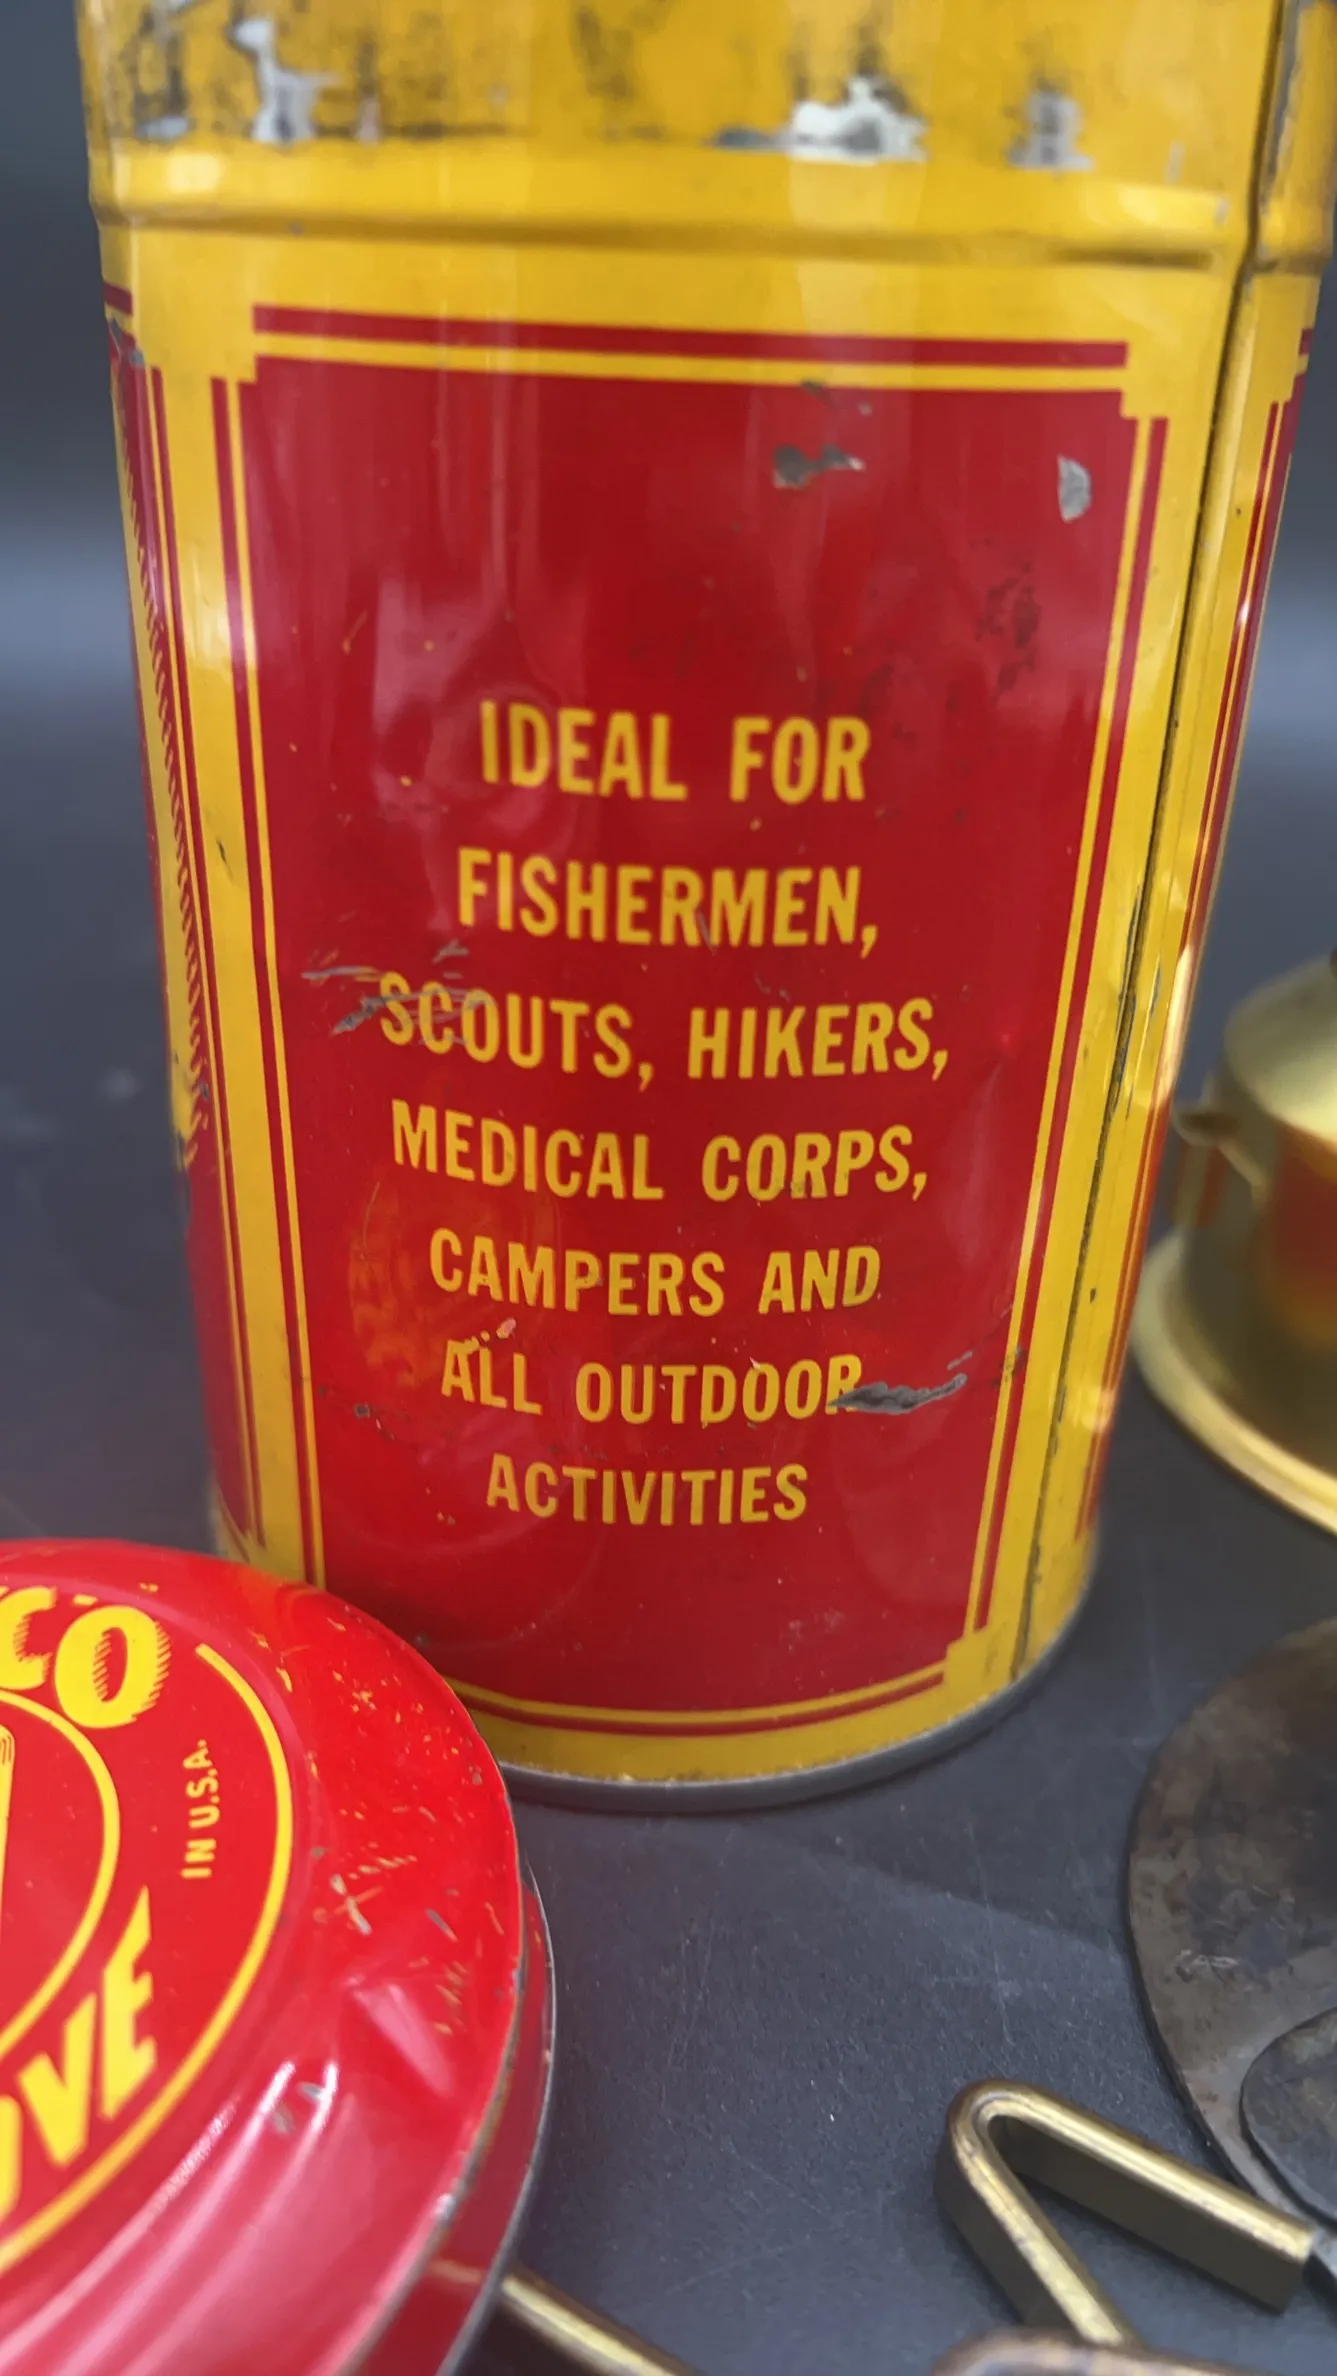 IDEAL FOR
FISHERMEN,
SCOUTS, HIKERS,
MEDICAL CORPS,
CAMPERS AND
ALL OUTDOOR
ACTIVITIES
IN U.S.A.